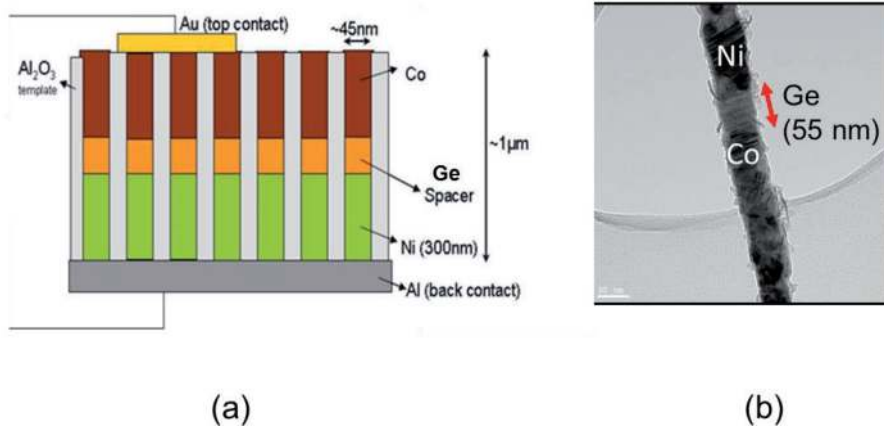 Au (top contact)
~45nm
Al₂O₃
template
Co
~1µm
Ge
Spacer
Ni (300nm)
Al (back contact)
Ni
Ge
(55 nm)
Co
(a)
(b)